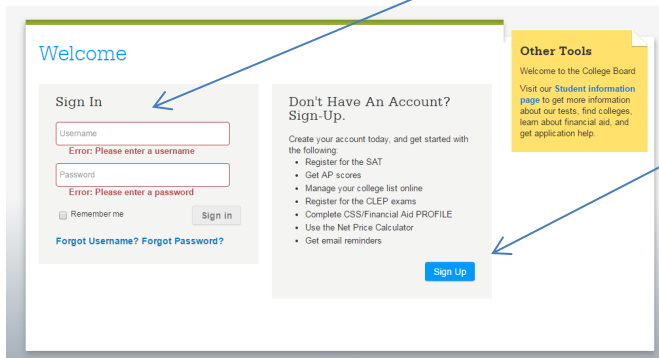 Welcome
Sign In
Username
Error: Please enter a username
Password
Error: Please enter a password
Remember me
Sign in
Forgot Username? Forgot Password?
Don't Have An Account?
Sign-Up.
Create your account today, and get started with
the following:
• Register for the SAT
• Get AP scores
• Manage your college list online
• Register for the CLEP exams
• Complete CSS/Financial Aid PROFILE
• Use the Net Price Calculator
• Get email reminders
Sign Up
Other Tools
Welcome to the College Board
Visit our Student information
page to get more information
about our tests, find colleges,
learn about financial aid, and
get application help.